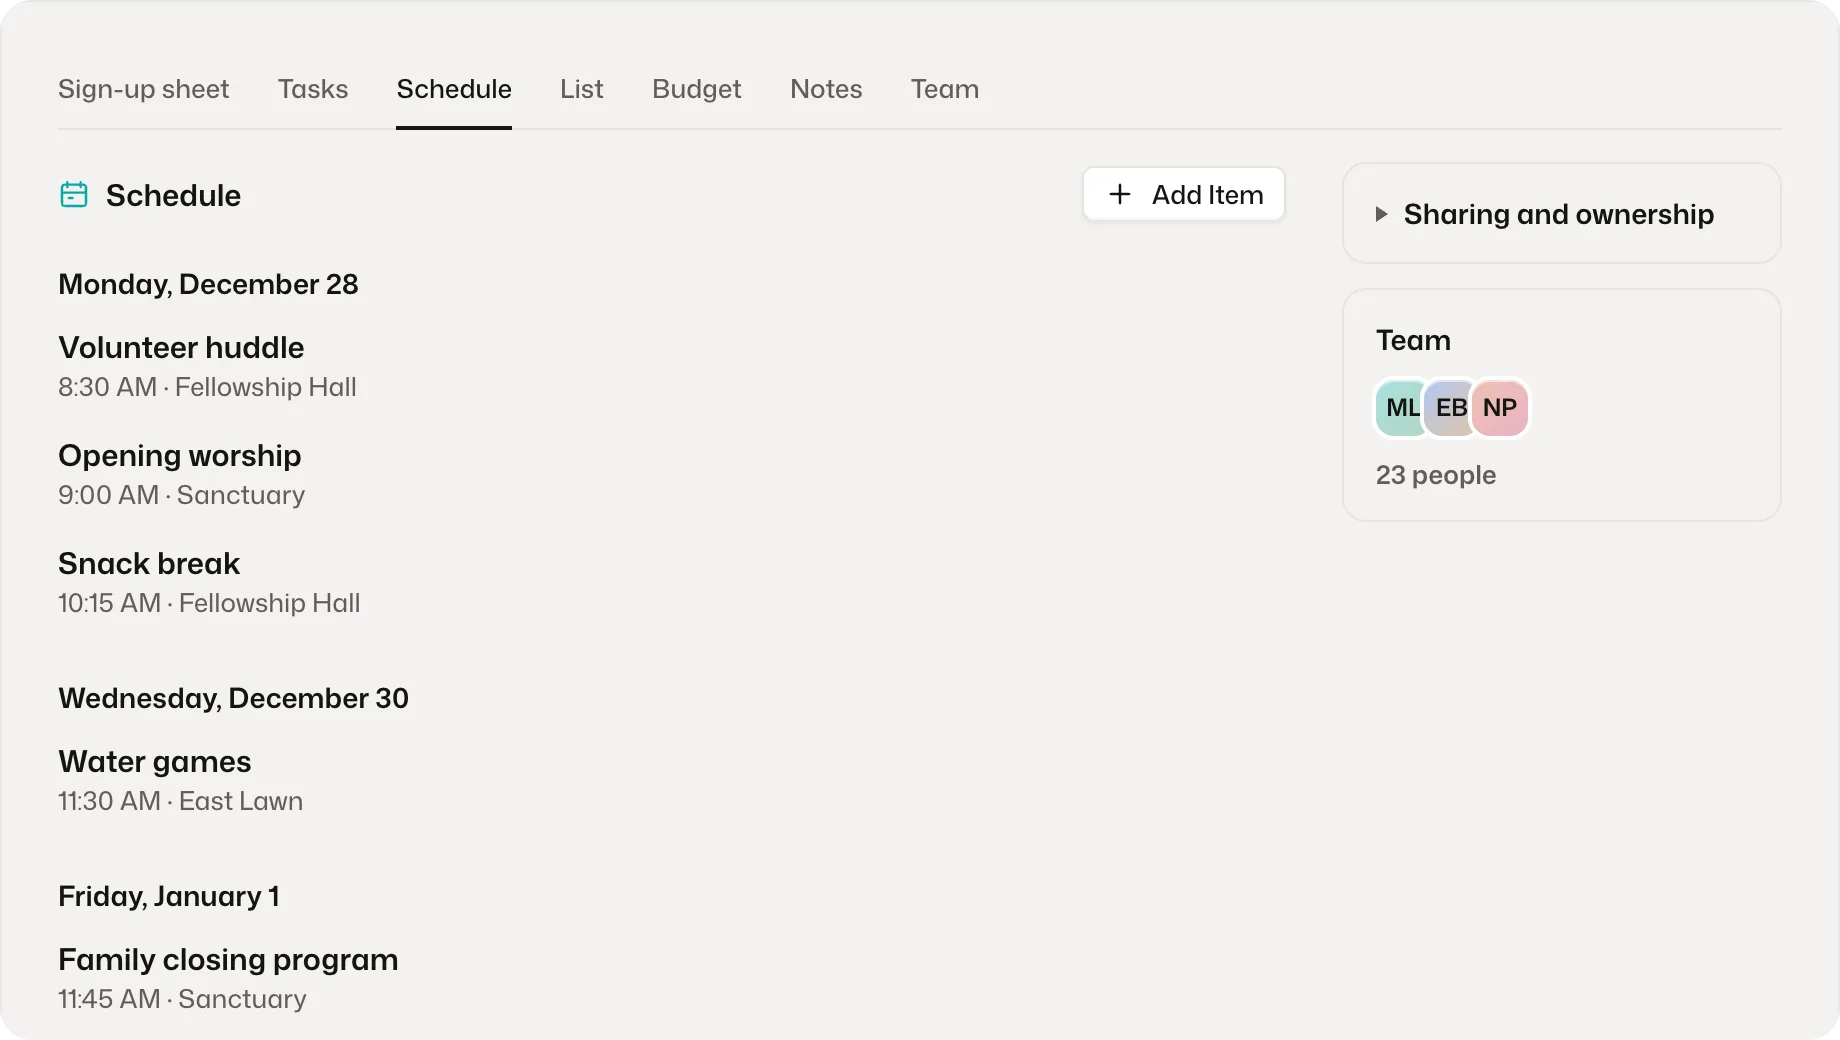 Sign-up sheet Tasks Schedule List Budget Notes Team
Schedule
Add Item
Monday, December 28
Volunteer huddle
8:30 AM · Fellowship Hall
Opening worship
9:00 AM · Sanctuary
Snack break
10:15 AM · Fellowship Hall
Wednesday, December 30
Water games
11:30 AM · East Lawn
Friday, January 1
Family closing program
11:45 AM · Sanctuary
Sharing and ownership
Team
ML EB NP
23 people